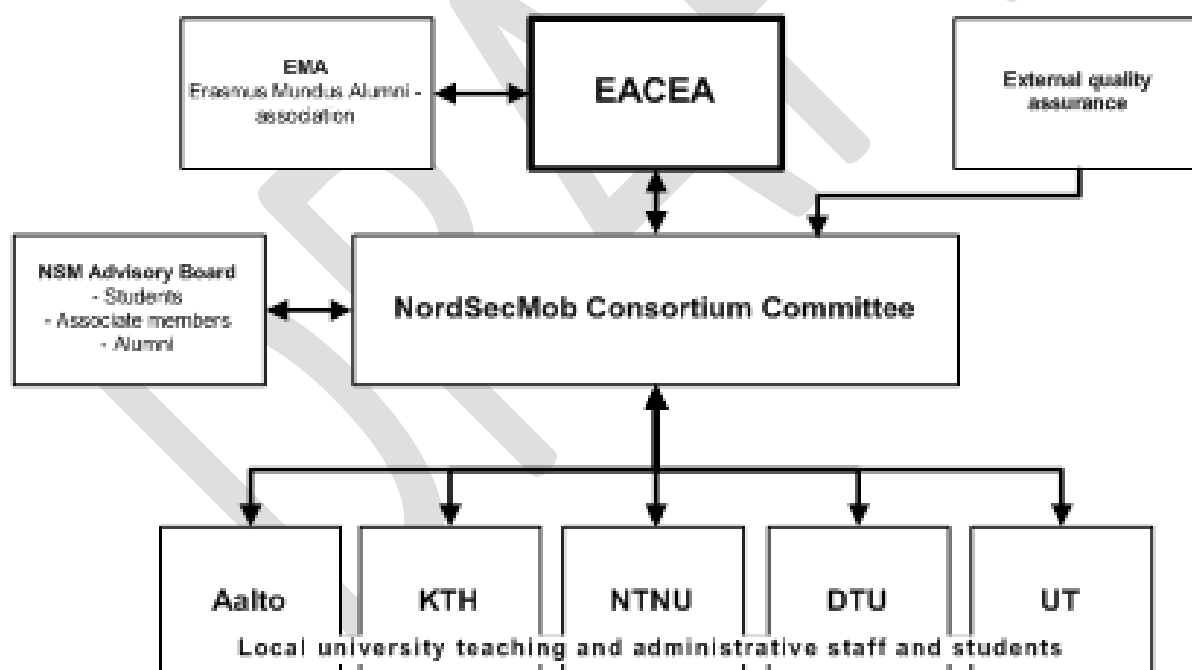 EMA
Erasmus Mundus Alumni -
association
EACEA
External quality
assurance
NSM Advisory Board
- Students
- Associate members
- Alumni
NordSecMob Consortium Committee
Aalto
KTH
NTNU
DTU
UT
Local university teaching and administrative staff and students